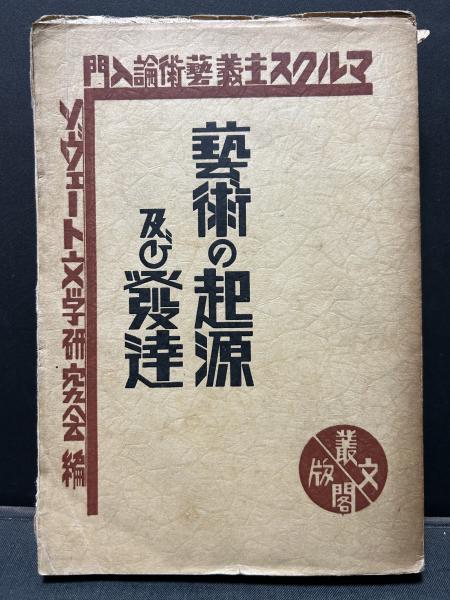 マルクス主義藝術論入門
藝術の起源
及び發達
ソヴェート文学研究会編
叢文閣版